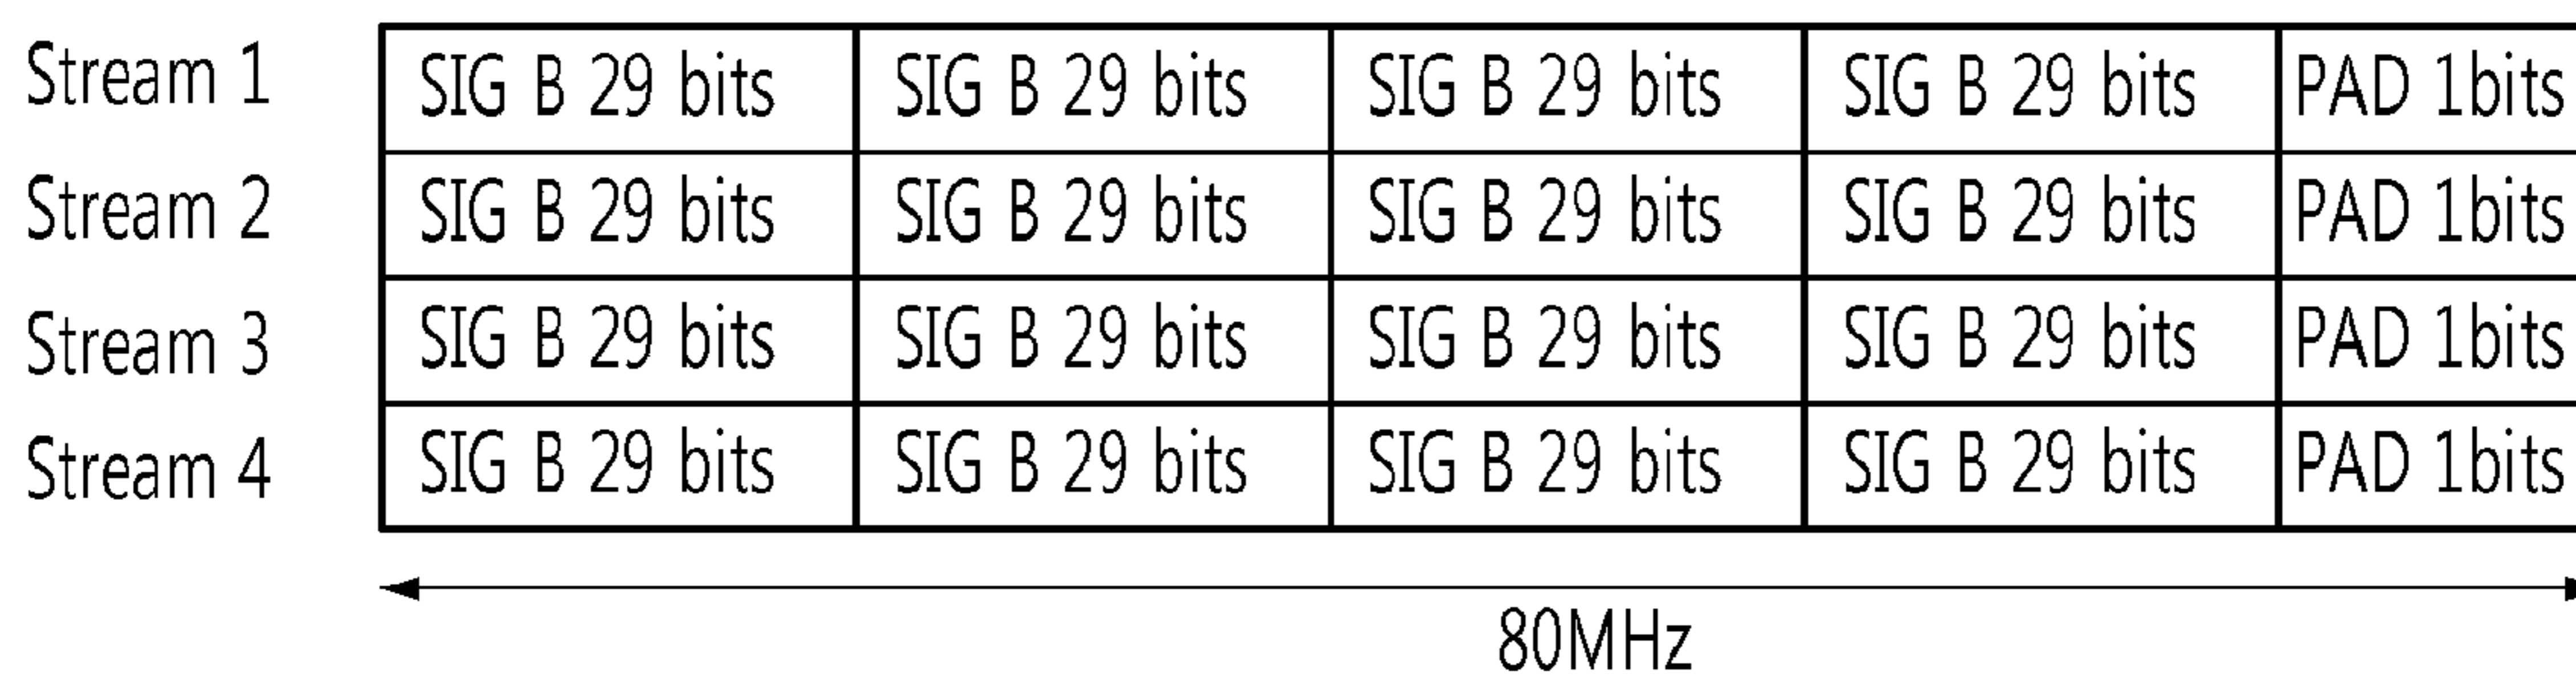 Stream 1 SIG B 29 bits SIG B 29 bits SIG B 29 bits SIG B 29 bits PAD 1bits
Stream 2 SIG B 29 bits SIG B 29 bits SIG B 29 bits SIG B 29 bits PAD 1bits
Stream 3 SIG B 29 bits SIG B 29 bits SIG B 29 bits SIG B 29 bits PAD 1bits
Stream 4 SIG B 29 bits SIG B 29 bits SIG B 29 bits SIG B 29 bits PAD 1bits
80MHz